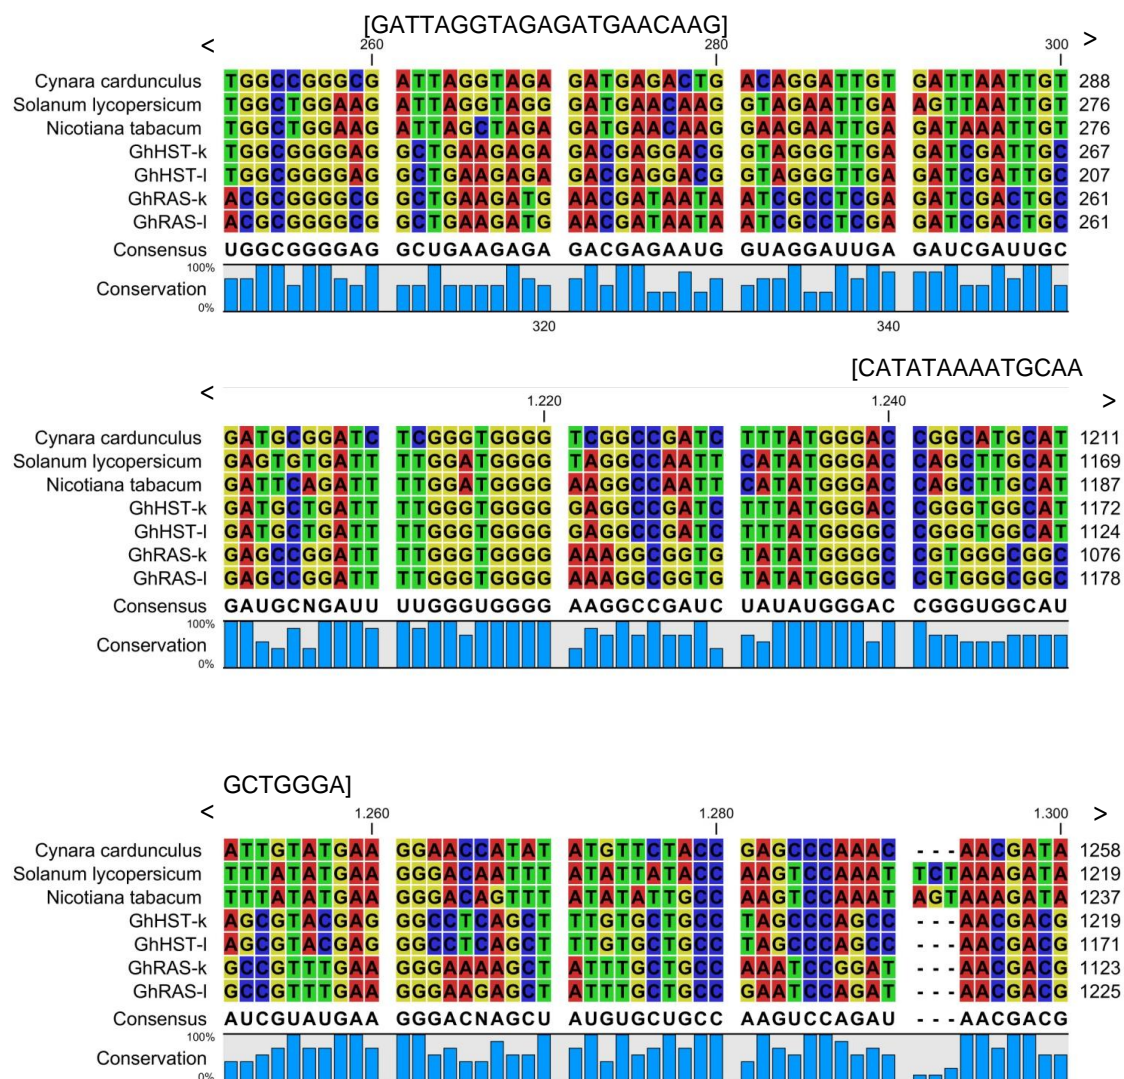 [GATTAGGTAGAGATGAACAAG]
< 260 280 300 >
Cynara cardunculus TGGCCGGGCG ATTAGGTAGA GATGAGACTG ACAGGATTGT GATTAATTGT 288
Solanum lycopersicum TGGCTGGAAG ATTAGGTAGG GATGAACAAG GTAGAATTGA AGTTAATTGT 276
Nicotiana tabacum TGGCTGGAAG ATTAGCTAGA GATGAACAAG GAAGAATTGA GATAAATTGT 276
GhHST-k TGGCGGGGAG GCTGAAGAGA GACGAGGACG GTAGGGTTGA GATCGATTGC 267
GhHST-l TGGCGGGGAG GCTGAAGAGA GACGAGGACG GTAGGGTTGA GATCGATTGC 207
GhRAS-k ACGCGGGGCG GCTGAAGATG AACGATAATA ATCGCCTCGA GATCGACTGC 261
GhRAS-l ACGCGGGGCG GCTGAAGATG AACGATAATA ATCGCCTCGA GATCGACTGC 261
Consensus UGGCGGGGAG GCUGAAGAGA GACGAGAAUG GUAGGAUUGA GAUCGAUUGC
100%
Conservation
0%
320 340
[CATATAAAATGCAA
< 1.220 1.240 >
Cynara cardunculus GATGCGGATC TCGGGTGGGG TCGGCCGATC TTTATGGGAC CGGCATGCAT 1211
Solanum lycopersicum GAGTGTGATT TTGGATGGGG TAGGCCAATT CATATGGGAC CAGCTTGCAT 1169
Nicotiana tabacum GATTCAGATT TTGGATGGGG AAGGCCAATT CATATGGGAC CAGCTTGCAT 1187
GhHST-k GATGCTGATT TTGGGTGGGG GAGGCCGATC TTTATGGGAC CGGGTGGCAT 1172
GhHST-l GATGCTGATT TTGGGTGGGG GAGGCCGATC TTTATGGGAC CGGGTGGCAT 1124
GhRAS-k GAGCCGGATT TTGGGTGGGG AAAGGCGGTG TATATGGGGC CGTGGGCGGC 1076
GhRAS-l GAGCCGGATT TTGGGTGGGG AAAGGCGGTG TATATGGGGC CGTGGGCGGC 1178
Consensus GAUGCNGAUU UUGGGUGGGG AAGGCCGAUC UAUAUGGGAC CGGGUGGCAU
100%
Conservation
0%
GCTGGGA]
< 1.260 1.280 1.300 >
Cynara cardunculus ATTGTATGAA GGAACCATAT ATGTTCTACC GAGCCCAAAC ---AACGATA 1258
Solanum lycopersicum TTTATATGAA GGGACAATTT ATATTATACC AAGTCCAAAT TCTAAAGATA 1219
Nicotiana tabacum TTTATATGAA GGGACAGTTT ATATATTGCC AAGTCCAAAT AGTAAAGATA 1237
GhHST-k AGCGTACGAG GGCCTCAGCT TTGTGCTGCC TAGCCCAGCC ---AACGACG 1219
GhHST-l AGCGTACGAG GGCCTCAGCT TTGTGCTGCC TAGCCCAGCC ---AACGACG 1171
GhRAS-k GCCGTTTGAA GGGAAAAGCT ATTTGCTGCC AAATCCGGAT ---AACGACG 1123
GhRAS-l GCCGTTTGAA GGGAAGAGCT ATTTGCTGCC GAATCCAGAT ---AACGACG 1225
Consensus AUCGUAUGAA GGGACNAGCU AUGUGCUGCC AAGUCCAGAU ---AACGACG
100%
Conservation
0%